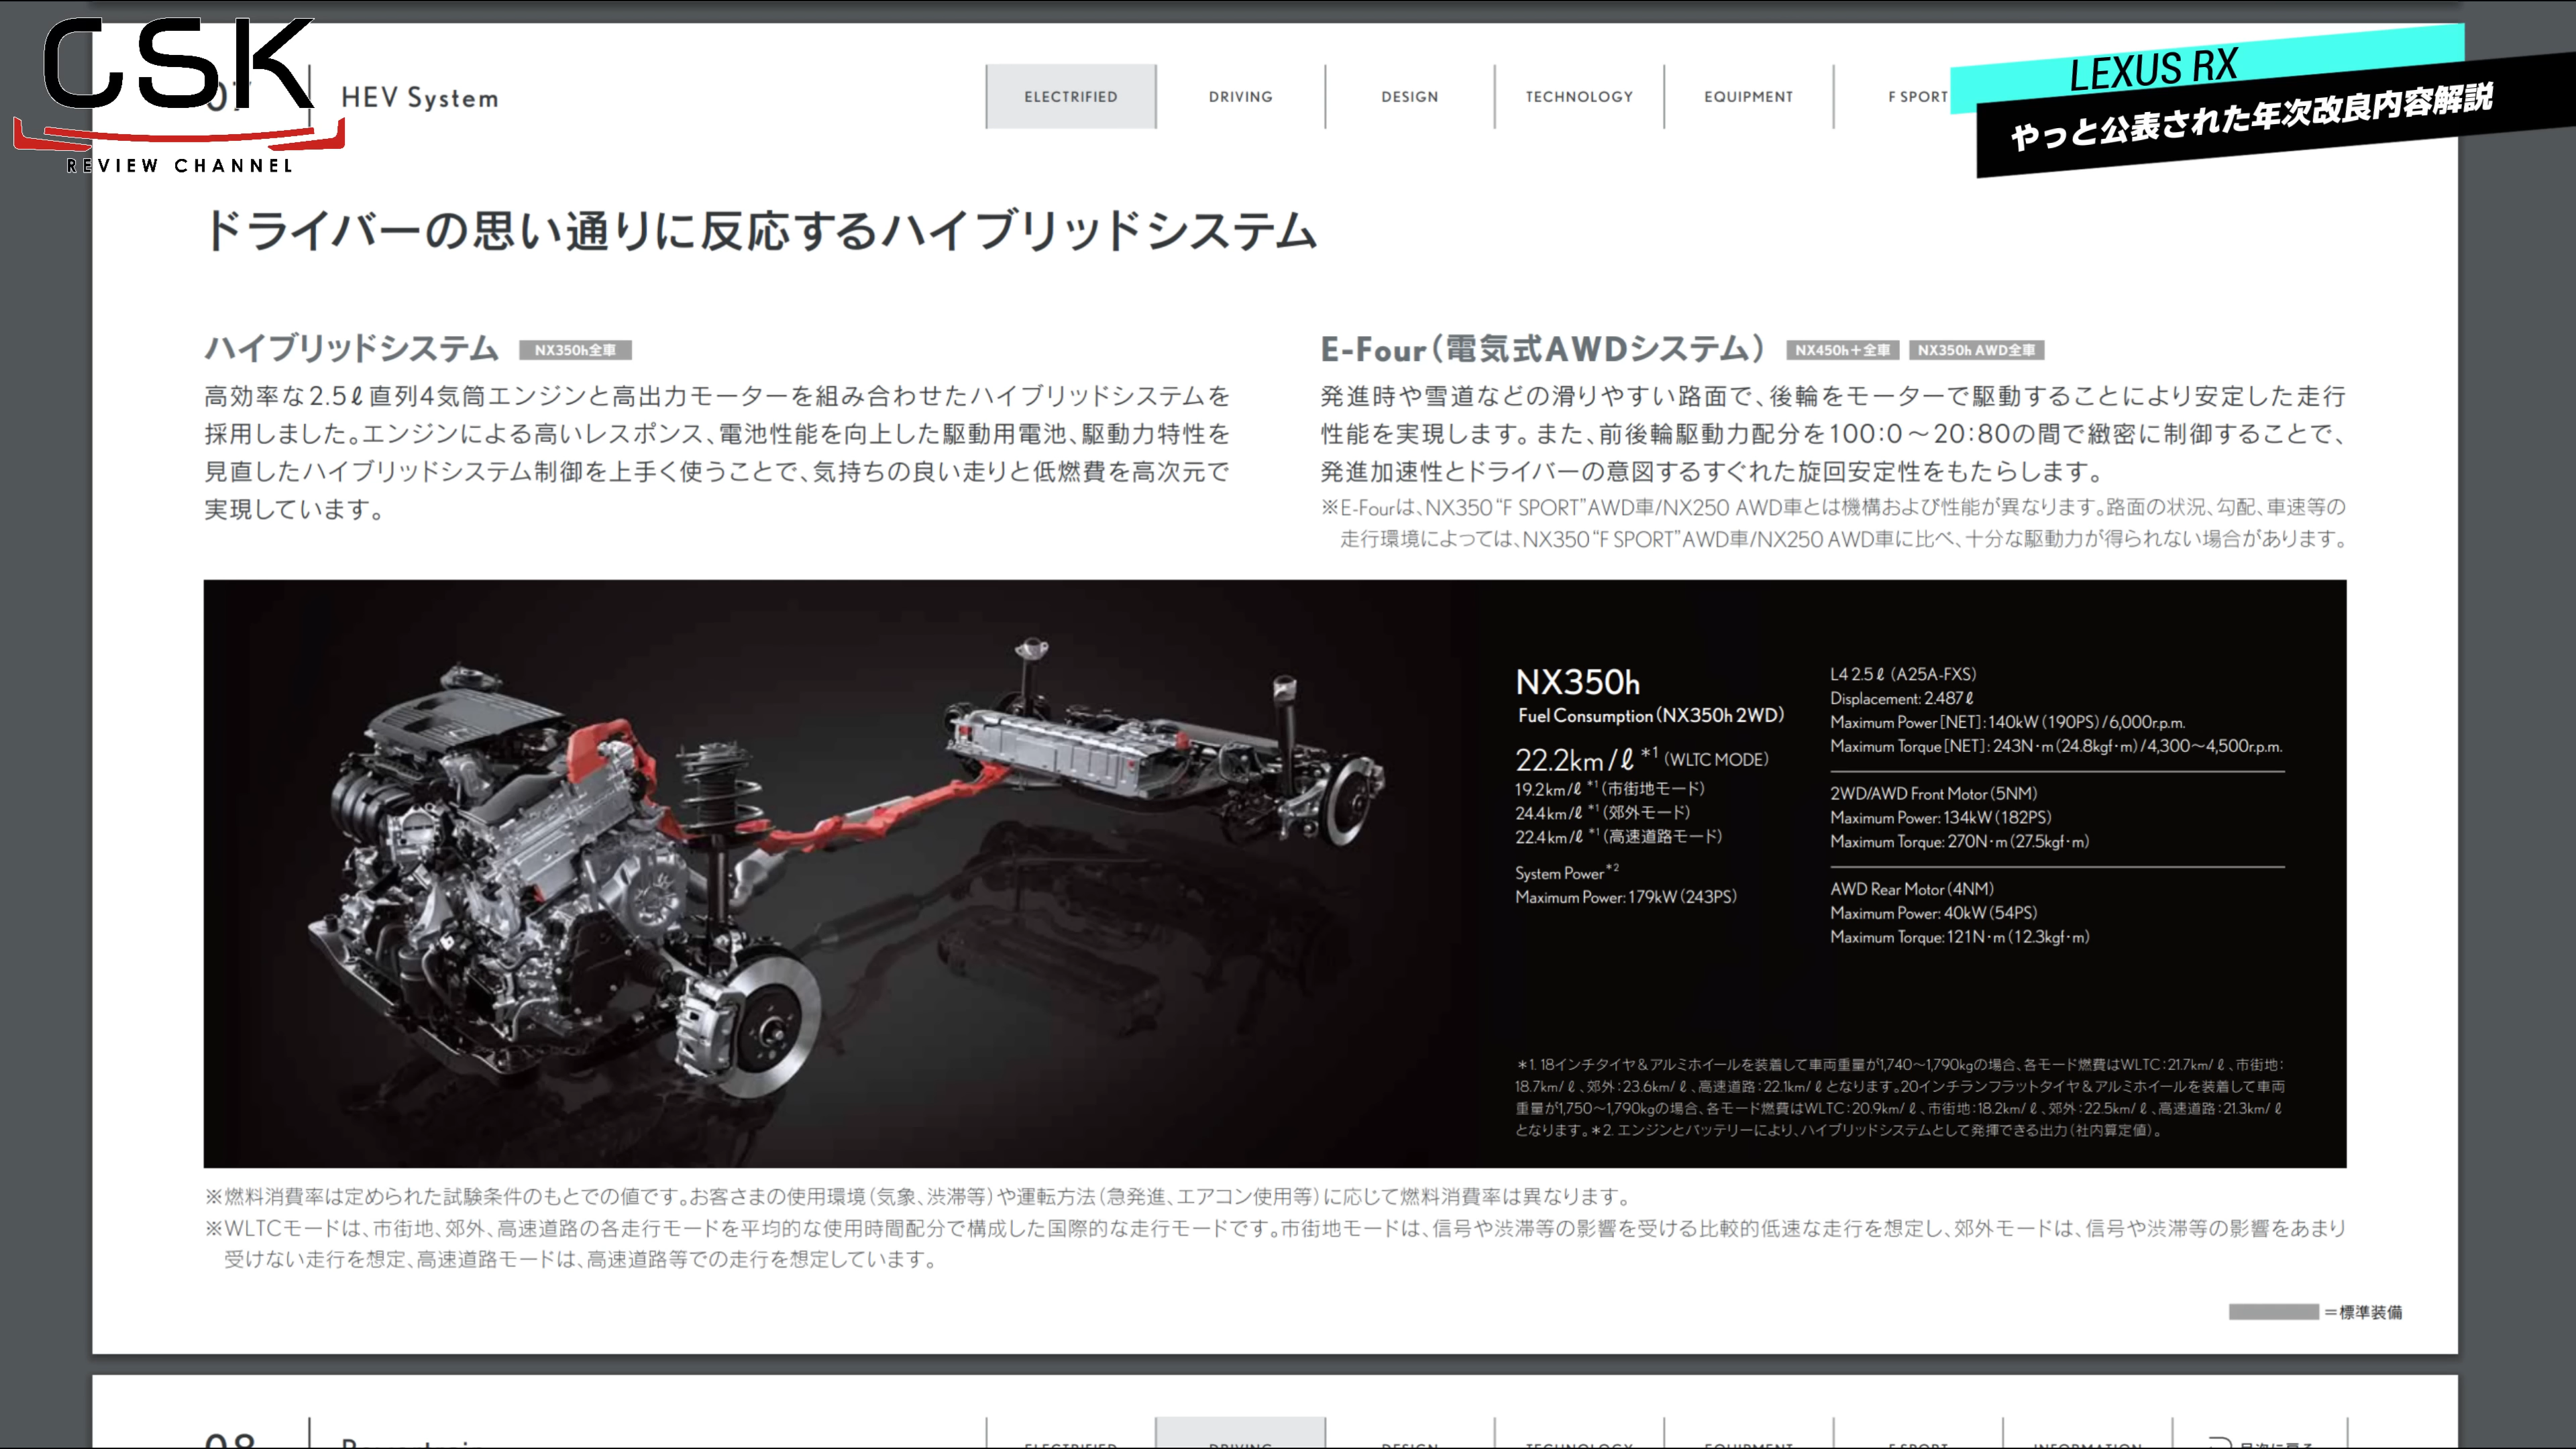 CSK
REVIEW CHANNEL
07
HEV System
ELECTRIFIED
DRIVING
DESIGN
TECHNOLOGY
EQUIPMENT
F SPORT
LEXUS RX
やっと公表された年次改良内容解説
ドライバーの思い通りに反応するハイブリッドシステム
ハイブリッドシステム NX350h全車
高効率な2.5ℓ直列4気筒エンジンと高出力モーターを組み合わせたハイブリッドシステムを
採用しました。エンジンによる高いレスポンス、電池性能を向上した駆動用電池、駆動力特性を
見直したハイブリッドシステム制御を上手く使うことで、気持ちの良い走りと低燃費を高次元で
実現しています。
E-Four（電気式AWDシステム） NX450h＋全車 NX350h AWD全車
発進時や雪道などの滑りやすい路面で、後輪をモーターで駆動することにより安定した走行
性能を実現します。また、前後輪駆動力配分を100:0～20:80の間で緻密に制御することで、
発進加速性とドライバーの意図するすぐれた旋回安定性をもたらします。
※E-Fourは、NX350“F SPORT”AWD車/NX250 AWD車とは機構および性能が異なります。路面の状況、勾配、車速等の
走行環境によっては、NX350“F SPORT”AWD車/NX250 AWD車に比べ、十分な駆動力が得られない場合があります。
NX350h
Fuel Consumption（NX350h 2WD）
22.2km/ℓ *1（WLTC MODE）
19.2km/ℓ *1（市街地モード）
24.4km/ℓ *1（郊外モード）
22.4km/ℓ *1（高速道路モード）
System Power*2
Maximum Power: 179kW（243PS）
L4 2.5ℓ（A25A-FXS）
Displacement: 2.487ℓ
Maximum Power［NET］: 140kW（190PS）/6,000r.p.m.
Maximum Torque［NET］: 243N・m（24.8kgf・m）/4,300～4,500r.p.m.
2WD/AWD Front Motor（5NM）
Maximum Power: 134kW（182PS）
Maximum Torque: 270N・m（27.5kgf・m）
AWD Rear Motor（4NM）
Maximum Power: 40kW（54PS）
Maximum Torque: 121N・m（12.3kgf・m）
＊1. 18インチタイヤ＆アルミホイールを装着して車両重量が1,740～1,790kgの場合、各モード燃費はWLTC：21.7km/ℓ、市街地：
18.7km/ℓ、郊外：23.6km/ℓ、高速道路：22.1km/ℓとなります。20インチランフラットタイヤ＆アルミホイールを装着して車両
重量が1,750～1,790kgの場合、各モード燃費はWLTC：20.9km/ℓ、市街地：18.2km/ℓ、郊外：22.5km/ℓ、高速道路：21.3km/ℓ
となります。＊2. エンジンとバッテリーにより、ハイブリッドシステムとして発揮できる出力（社内算定値）。
※燃料消費率は定められた試験条件のもとでの値です。お客さまの使用環境（気象、渋滞等）や運転方法（急発進、エアコン使用等）に応じて燃料消費率は異なります。
※WLTCモードは、市街地、郊外、高速道路の各走行モードを平均的な使用時間配分で構成した国際的な走行モードです。市街地モードは、信号や渋滞等の影響を受ける比較的低速な走行を想定し、郊外モードは、信号や渋滞等の影響をあまり
受けない走行を想定、高速道路モードは、高速道路等での走行を想定しています。
＝標準装備
08
ELECTRIFIED
DRIVING
DESIGN
TECHNOLOGY
EQUIPMENT
F SPORT
INFORMATION
目次に戻る